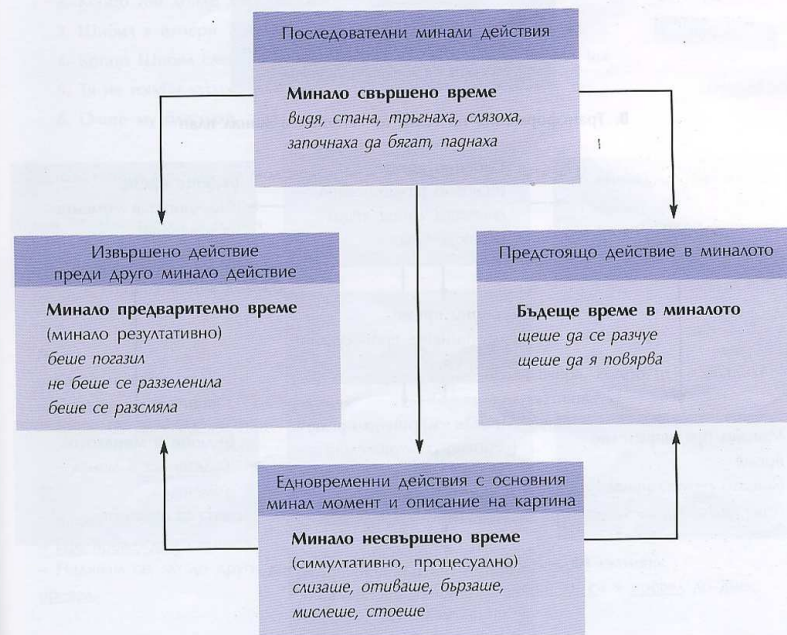 Последователни минали действия
Минало свършено време
видя, стана, тръгнаха, слязоха,
започнаха да бягат, паднаха
Извършено действие
преди друго минало действие
Минало предварително време
(минало резултативно)
беше погазил
не беше се раззеленила
беше се разсмяла
Предстоящо действие в миналото
Бъдеще време в миналото
щеше да се разчуе
щеше да я повярва
Едновременни действия с основния
минал момент и описание на картина
Минало несвършено време
(симултативно, процесуално)
слизаше, отиваше, бързаше,
мислеше, стоеше